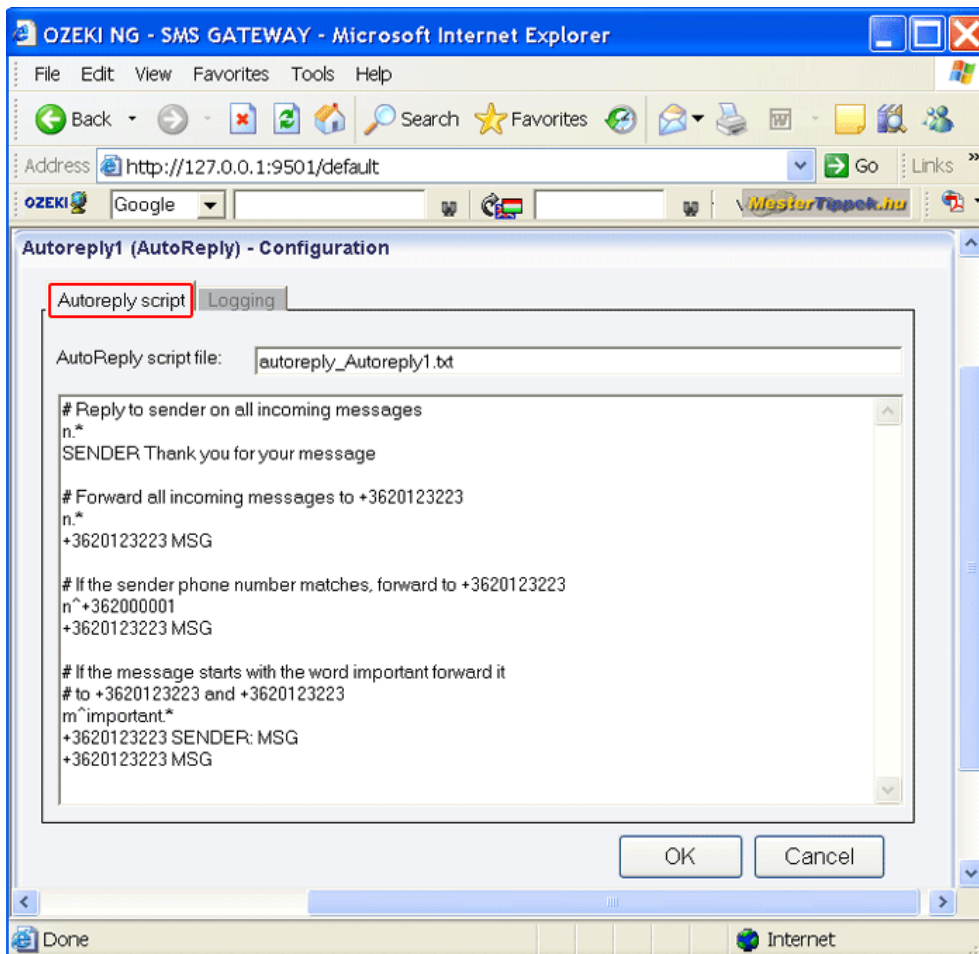 OZEKI NG - SMS GATEWAY - Microsoft Internet Explorer
File Edit View Favorites Tools Help
Back Search Favorites W
Address http://127.0.0.1:9501/default Go Links »
OZEKI Google MesterTippek.hu
Autoreply1 (AutoReply) - Configuration
Autoreply script Logging
AutoReply script file: autoreply_Autoreply1.txt
# Reply to sender on all incoming messages
n.*
SENDER Thank you for your message
# Forward all incoming messages to +3620123223
n.*
+3620123223 MSG
# If the sender phone number matches, forward to +3620123223
n^+362000001
+3620123223 MSG
# If the message starts with the word important forward it
# to +3620123223 and +3620123223
m^important.*
+3620123223 SENDER: MSG
+3620123223 MSG
OK Cancel
Done Internet